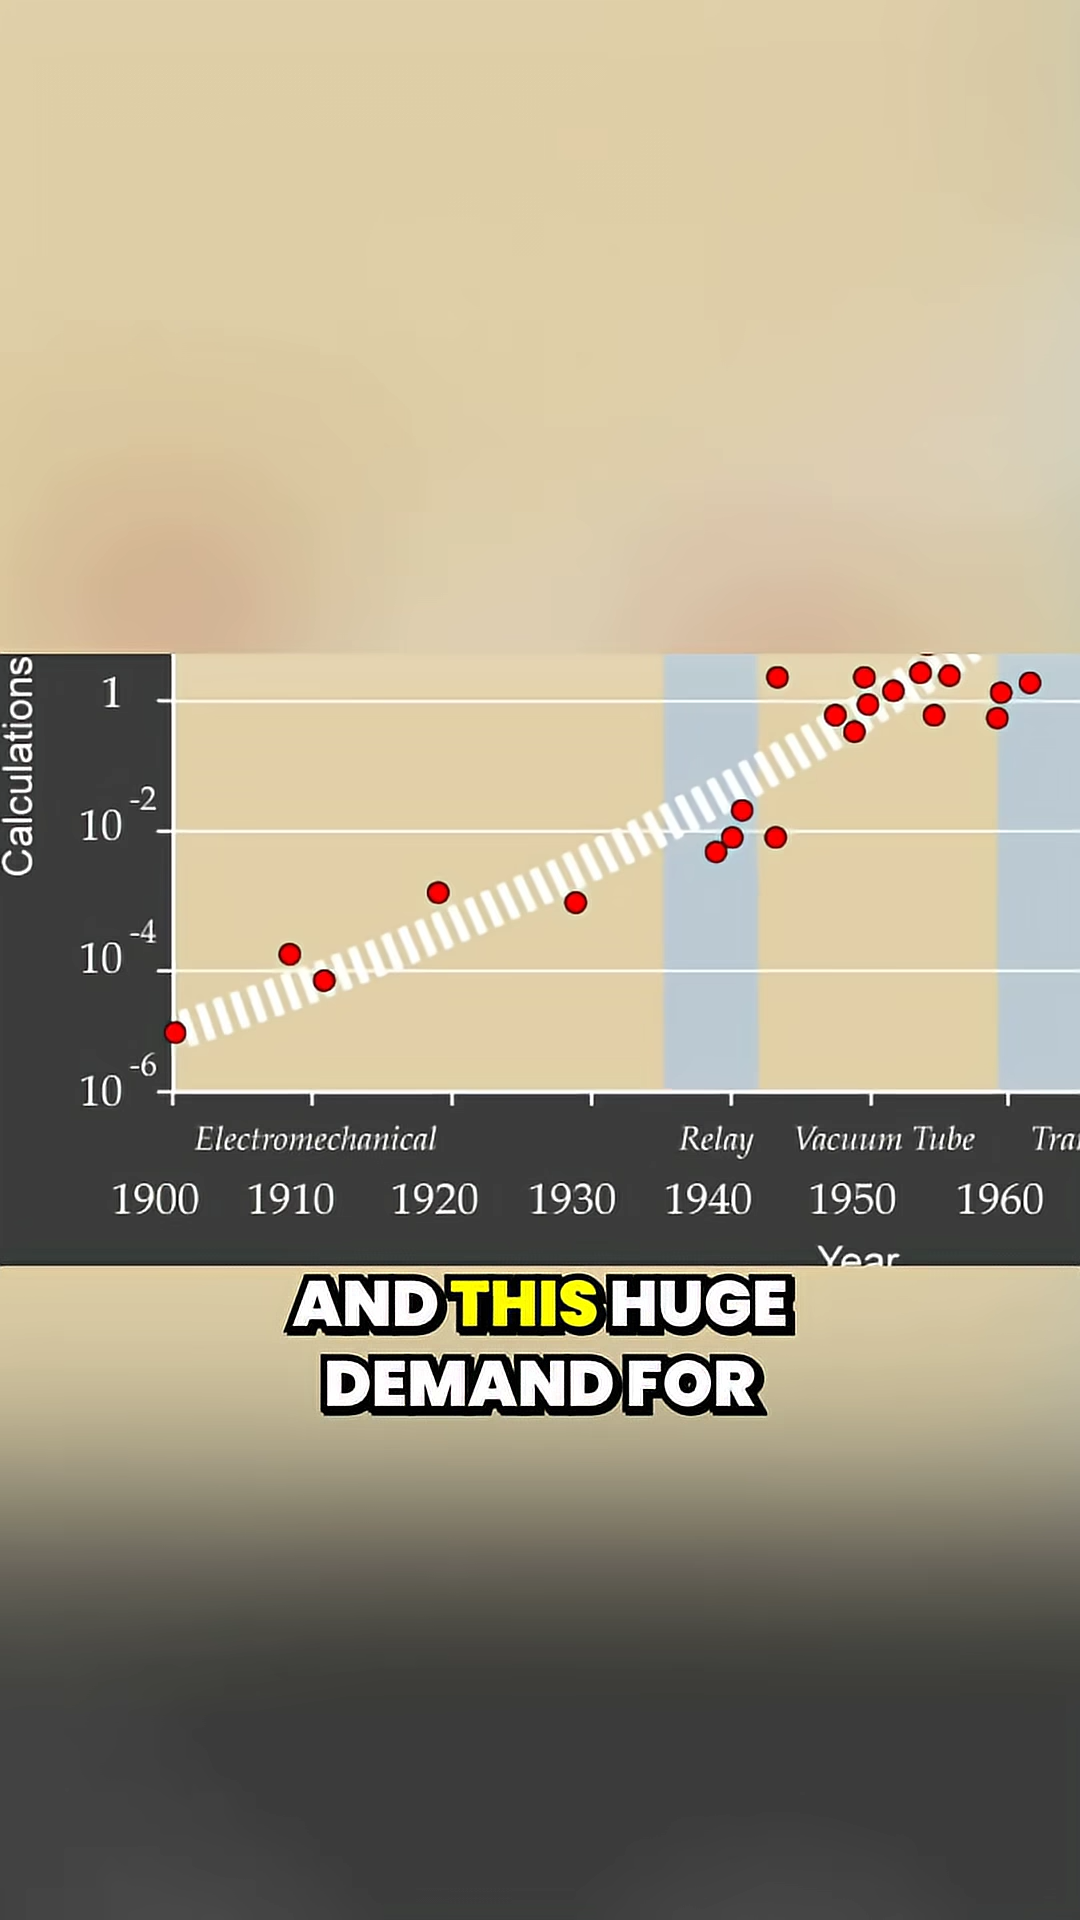 Calculations
1
10 -2
10 -4
10 -6
Electromechanical Relay Vacuum Tube
1900 1910 1920 1930 1940 1950 1960
Year
AND THIS HUGE
DEMAND FOR